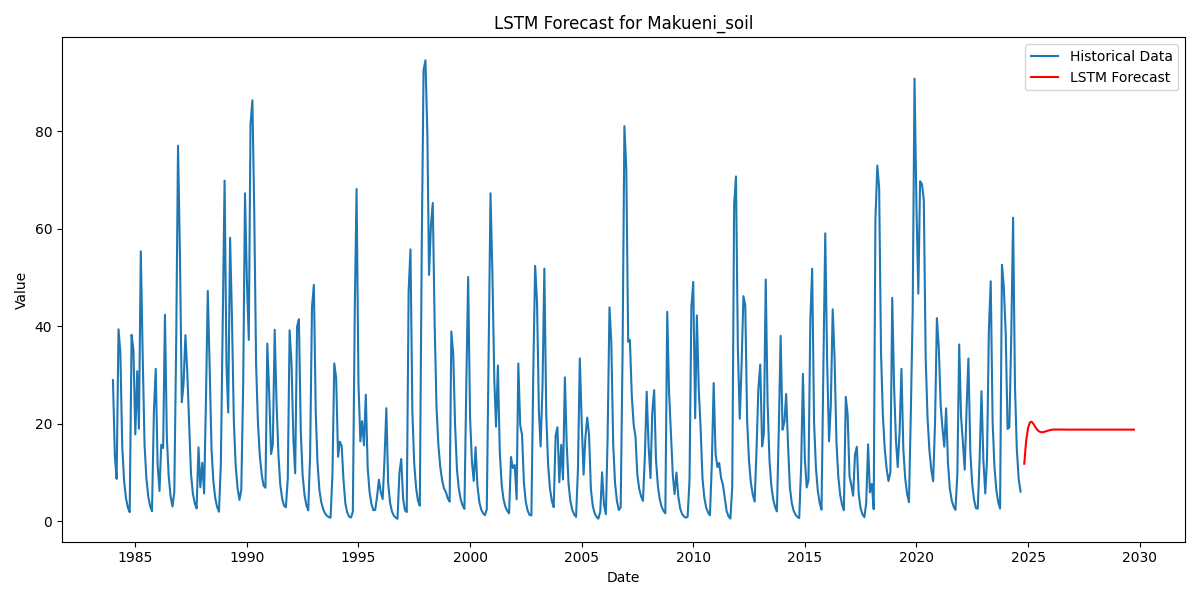 LSTM Forecast for Makueni_soil
Historical Data
LSTM Forecast
Value
80
60
40
20
0
1985 1990 1995 2000 2005 2010 2015 2020 2025 2030
Date